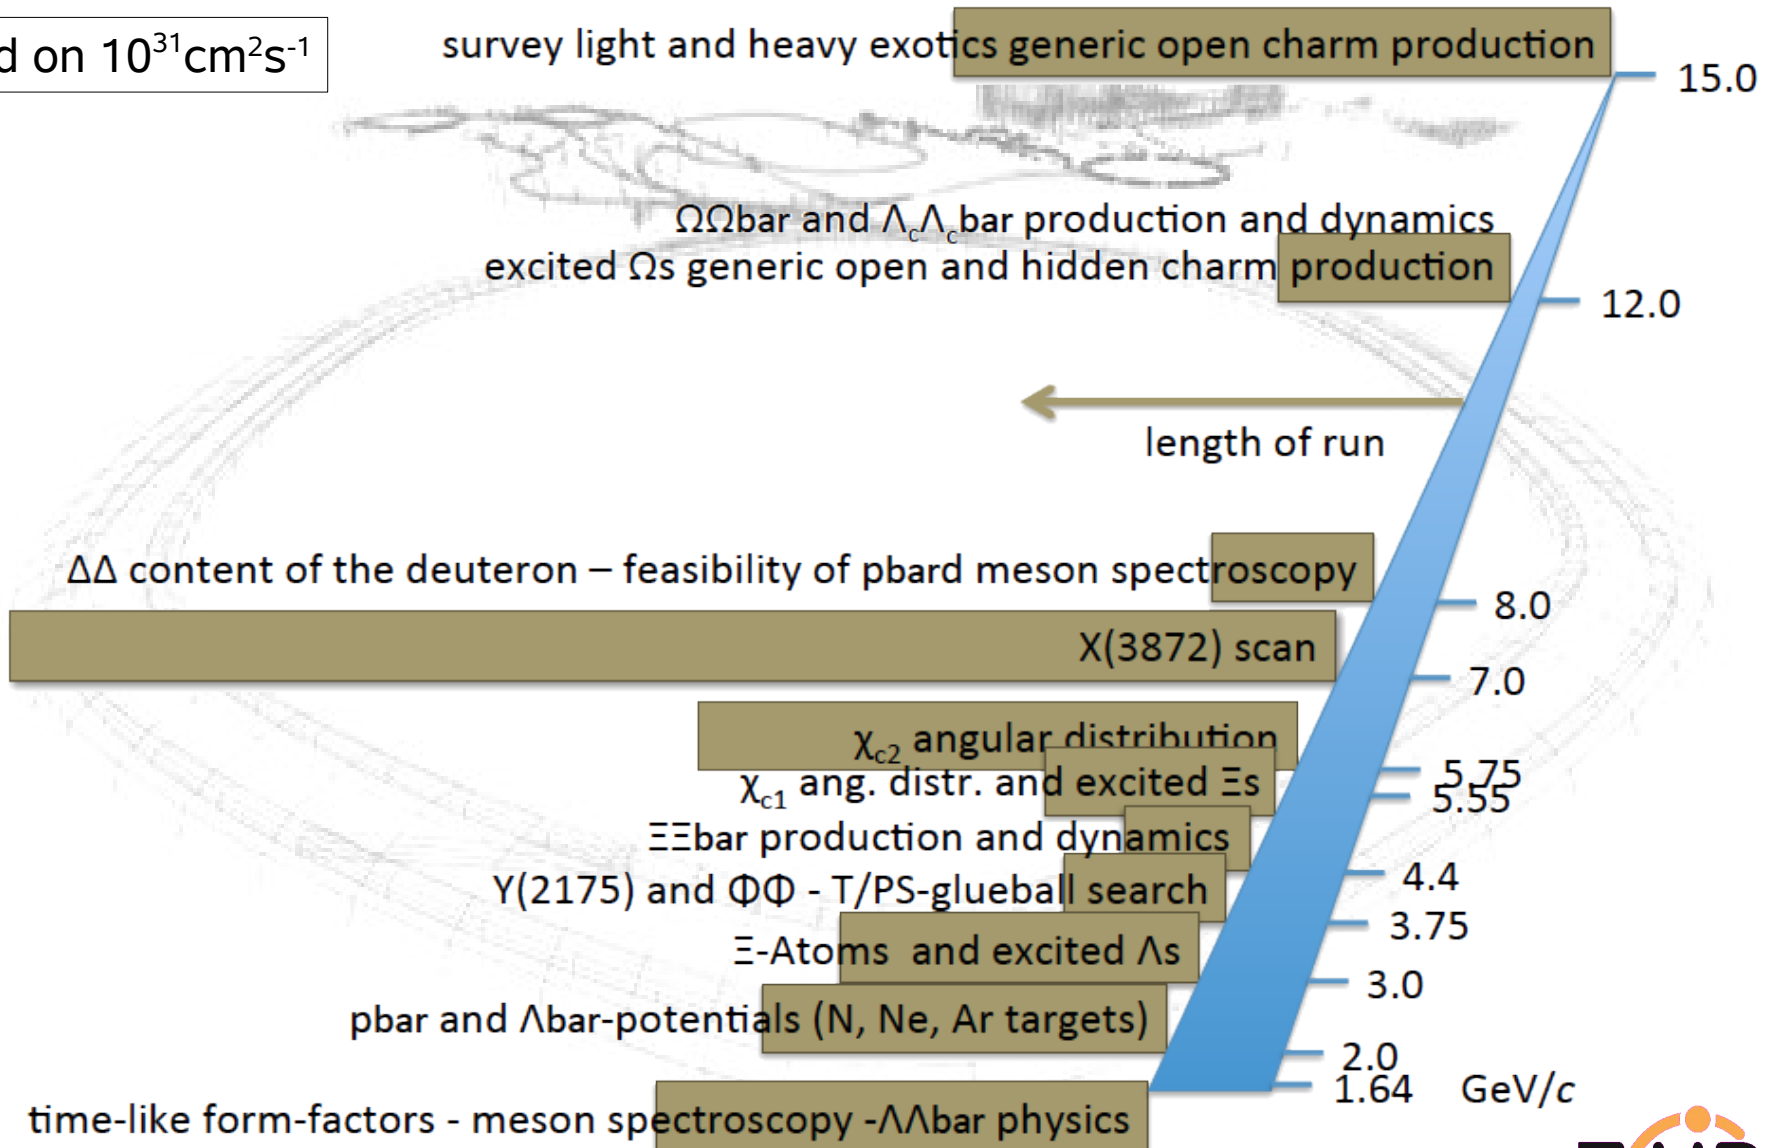 d on 10³¹cm²s⁻¹
survey light and heavy exotics generic open charm production
15.0
ΩΩbar and Λ_cΛ_cbar production and dynamics
excited Ωs generic open and hidden charm production
12.0
length of run
ΔΔ content of the deuteron – feasibility of pbard meson spectroscopy
8.0
X(3872) scan
7.0
χ_c2 angular distribution
5.75
χ_c1 ang. distr. and excited Ξs
5.55
ΞΞbar production and dynamics
4.4
Y(2175) and ΦΦ - T/PS-glueball search
3.75
Ξ-Atoms and excited Λs
3.0
pbar and Λbar-potentials (N, Ne, Ar targets)
2.0
1.64 GeV/c
time-like form-factors - meson spectroscopy -ΛΛbar physics